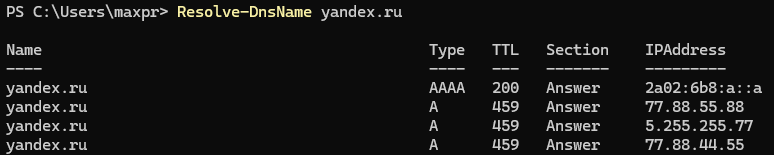 PS C:\Users\maxpr> Resolve-DnsName yandex.ru
Name Type TTL Section IPAddress
---- ---- --- ------- ---------
yandex.ru AAAA 200 Answer 2a02:6b8:a::a
yandex.ru A 459 Answer 77.88.55.88
yandex.ru A 459 Answer 5.255.255.77
yandex.ru A 459 Answer 77.88.44.55